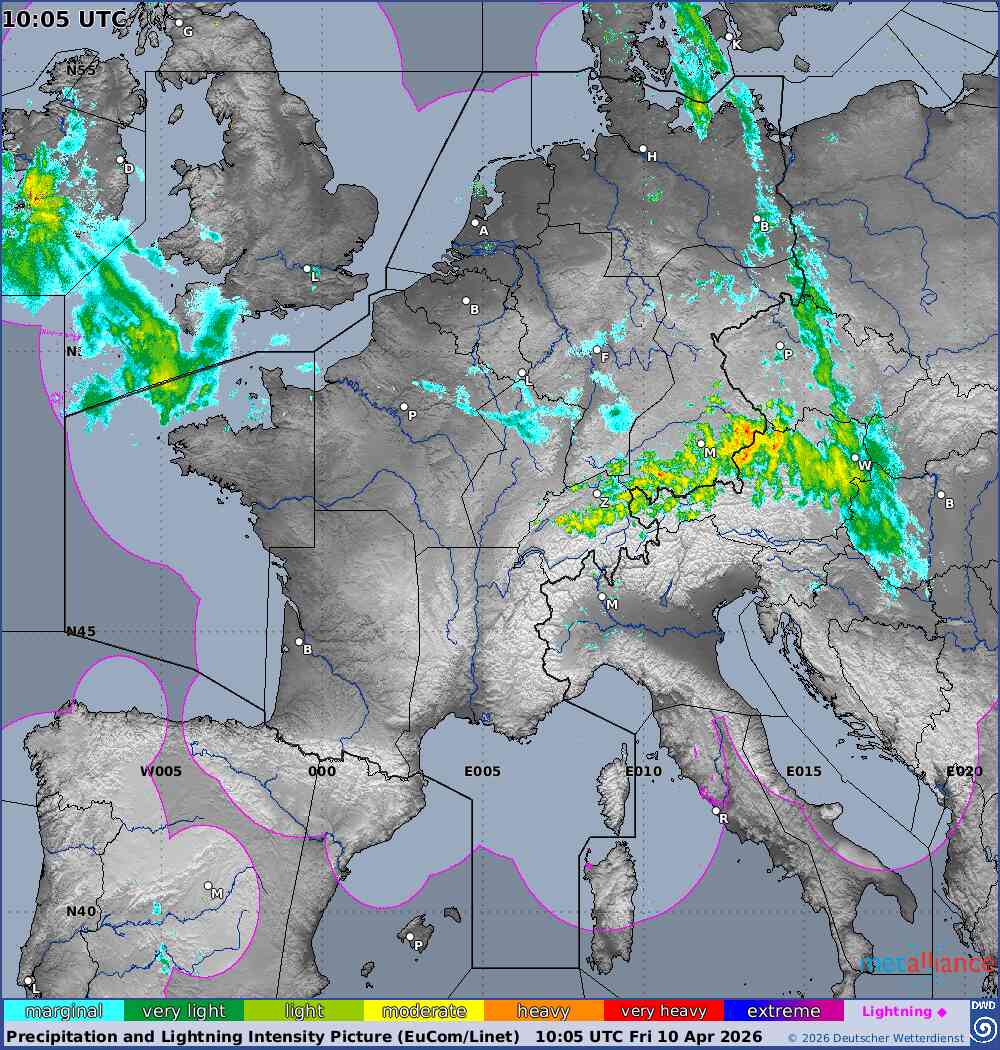 10:05 UTC
G
K
N55
H
D
A
B
L
B
N5
P
F
L
P
M
W
Z
B
M
N45
B
W005
000
E005
E010
E015
E020
R
M
N40
P
metalliance
L
marginal very light light moderate heavy very heavy extreme Lightning ◆
DWD
Precipitation and Lightning Intensity Picture (EuCom/Linet) 10:05 UTC Fri 10 Apr 2026 © 2026 Deutscher Wetterdienst